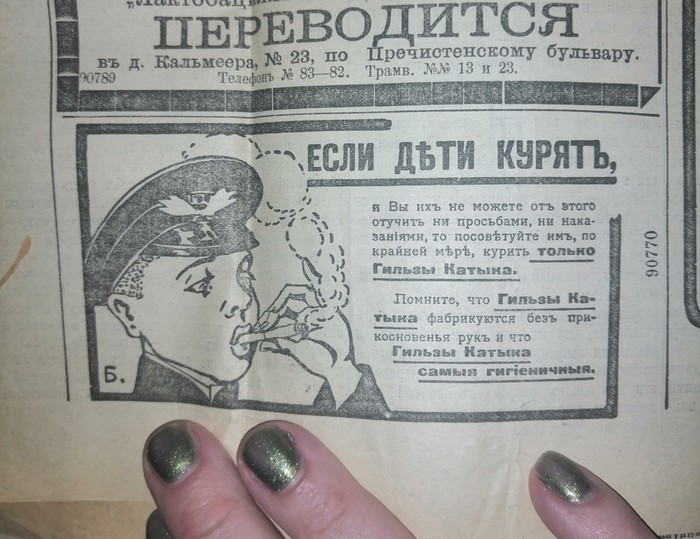 „Лактобацил
ПЕРЕВОДИТСЯ
въ д. Кальмеера, № 23, по Пречистенскому бульвару.
90789 Телефонъ № 83—82. Трамв. №№ 13 и 23.
ЕСЛИ ДѢТИ КУРЯТЪ,
и Вы ихъ не можете отъ этого
отучить ни просьбами, ни нака-
заніями, то посовѣтуйте имъ, по
крайней мѣрѣ, курить только
Гильзы Катыка.
Помните, что Гильзы Ка-
тыка фабрикуются безъ при-
косновенья рукъ и что
Гильзы Катыка
самыя гигіеничныя.
90770
Б.